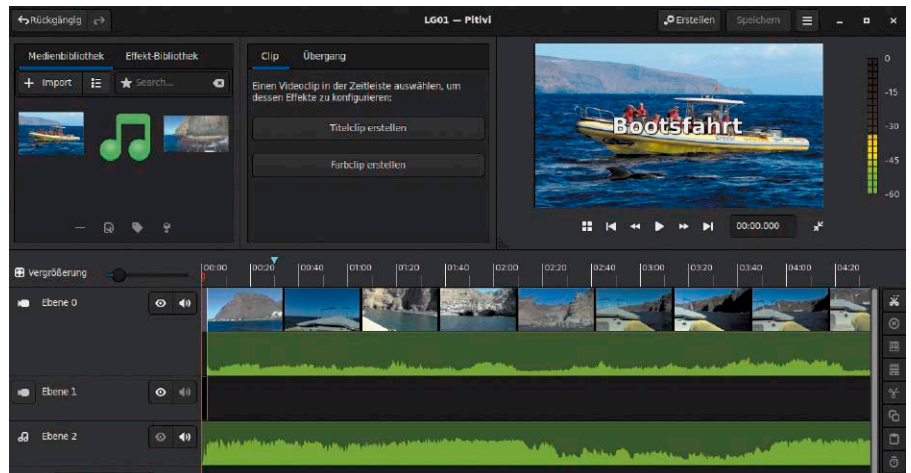 Rückgängig
LG01 — Pitivi
Erstellen
Speichern
Medienbibliothek
Effekt-Bibliothek
+ Import
Search...
Clip
Übergang
Einen Videoclip in der Zeitleiste auswählen, um
dessen Effekte zu konfigurieren:
Titelclip erstellen
Farbclip erstellen
Bootsfahrt
0
-15
-30
-45
-60
00:00.000
Vergrößerung
00:00
00:20
00:40
01:00
01:20
01:40
02:00
02:20
02:40
03:00
03:20
03:40
04:00
04:20
Ebene 0
Ebene 1
Ebene 2